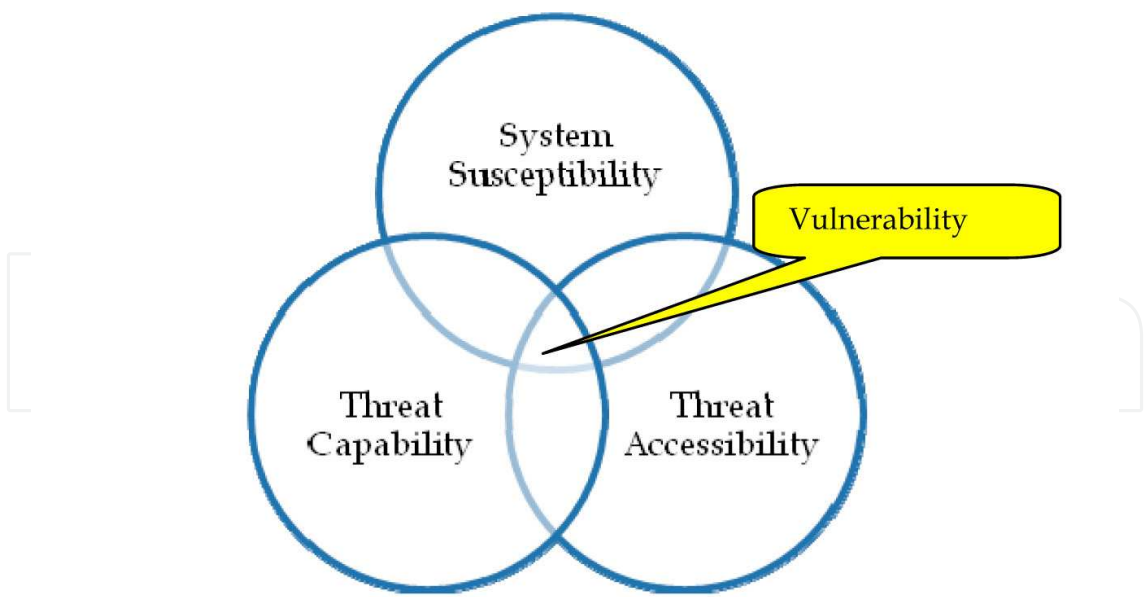 System
Susceptibility
Vulnerability
Threat
Capability
Threat
Accessibility